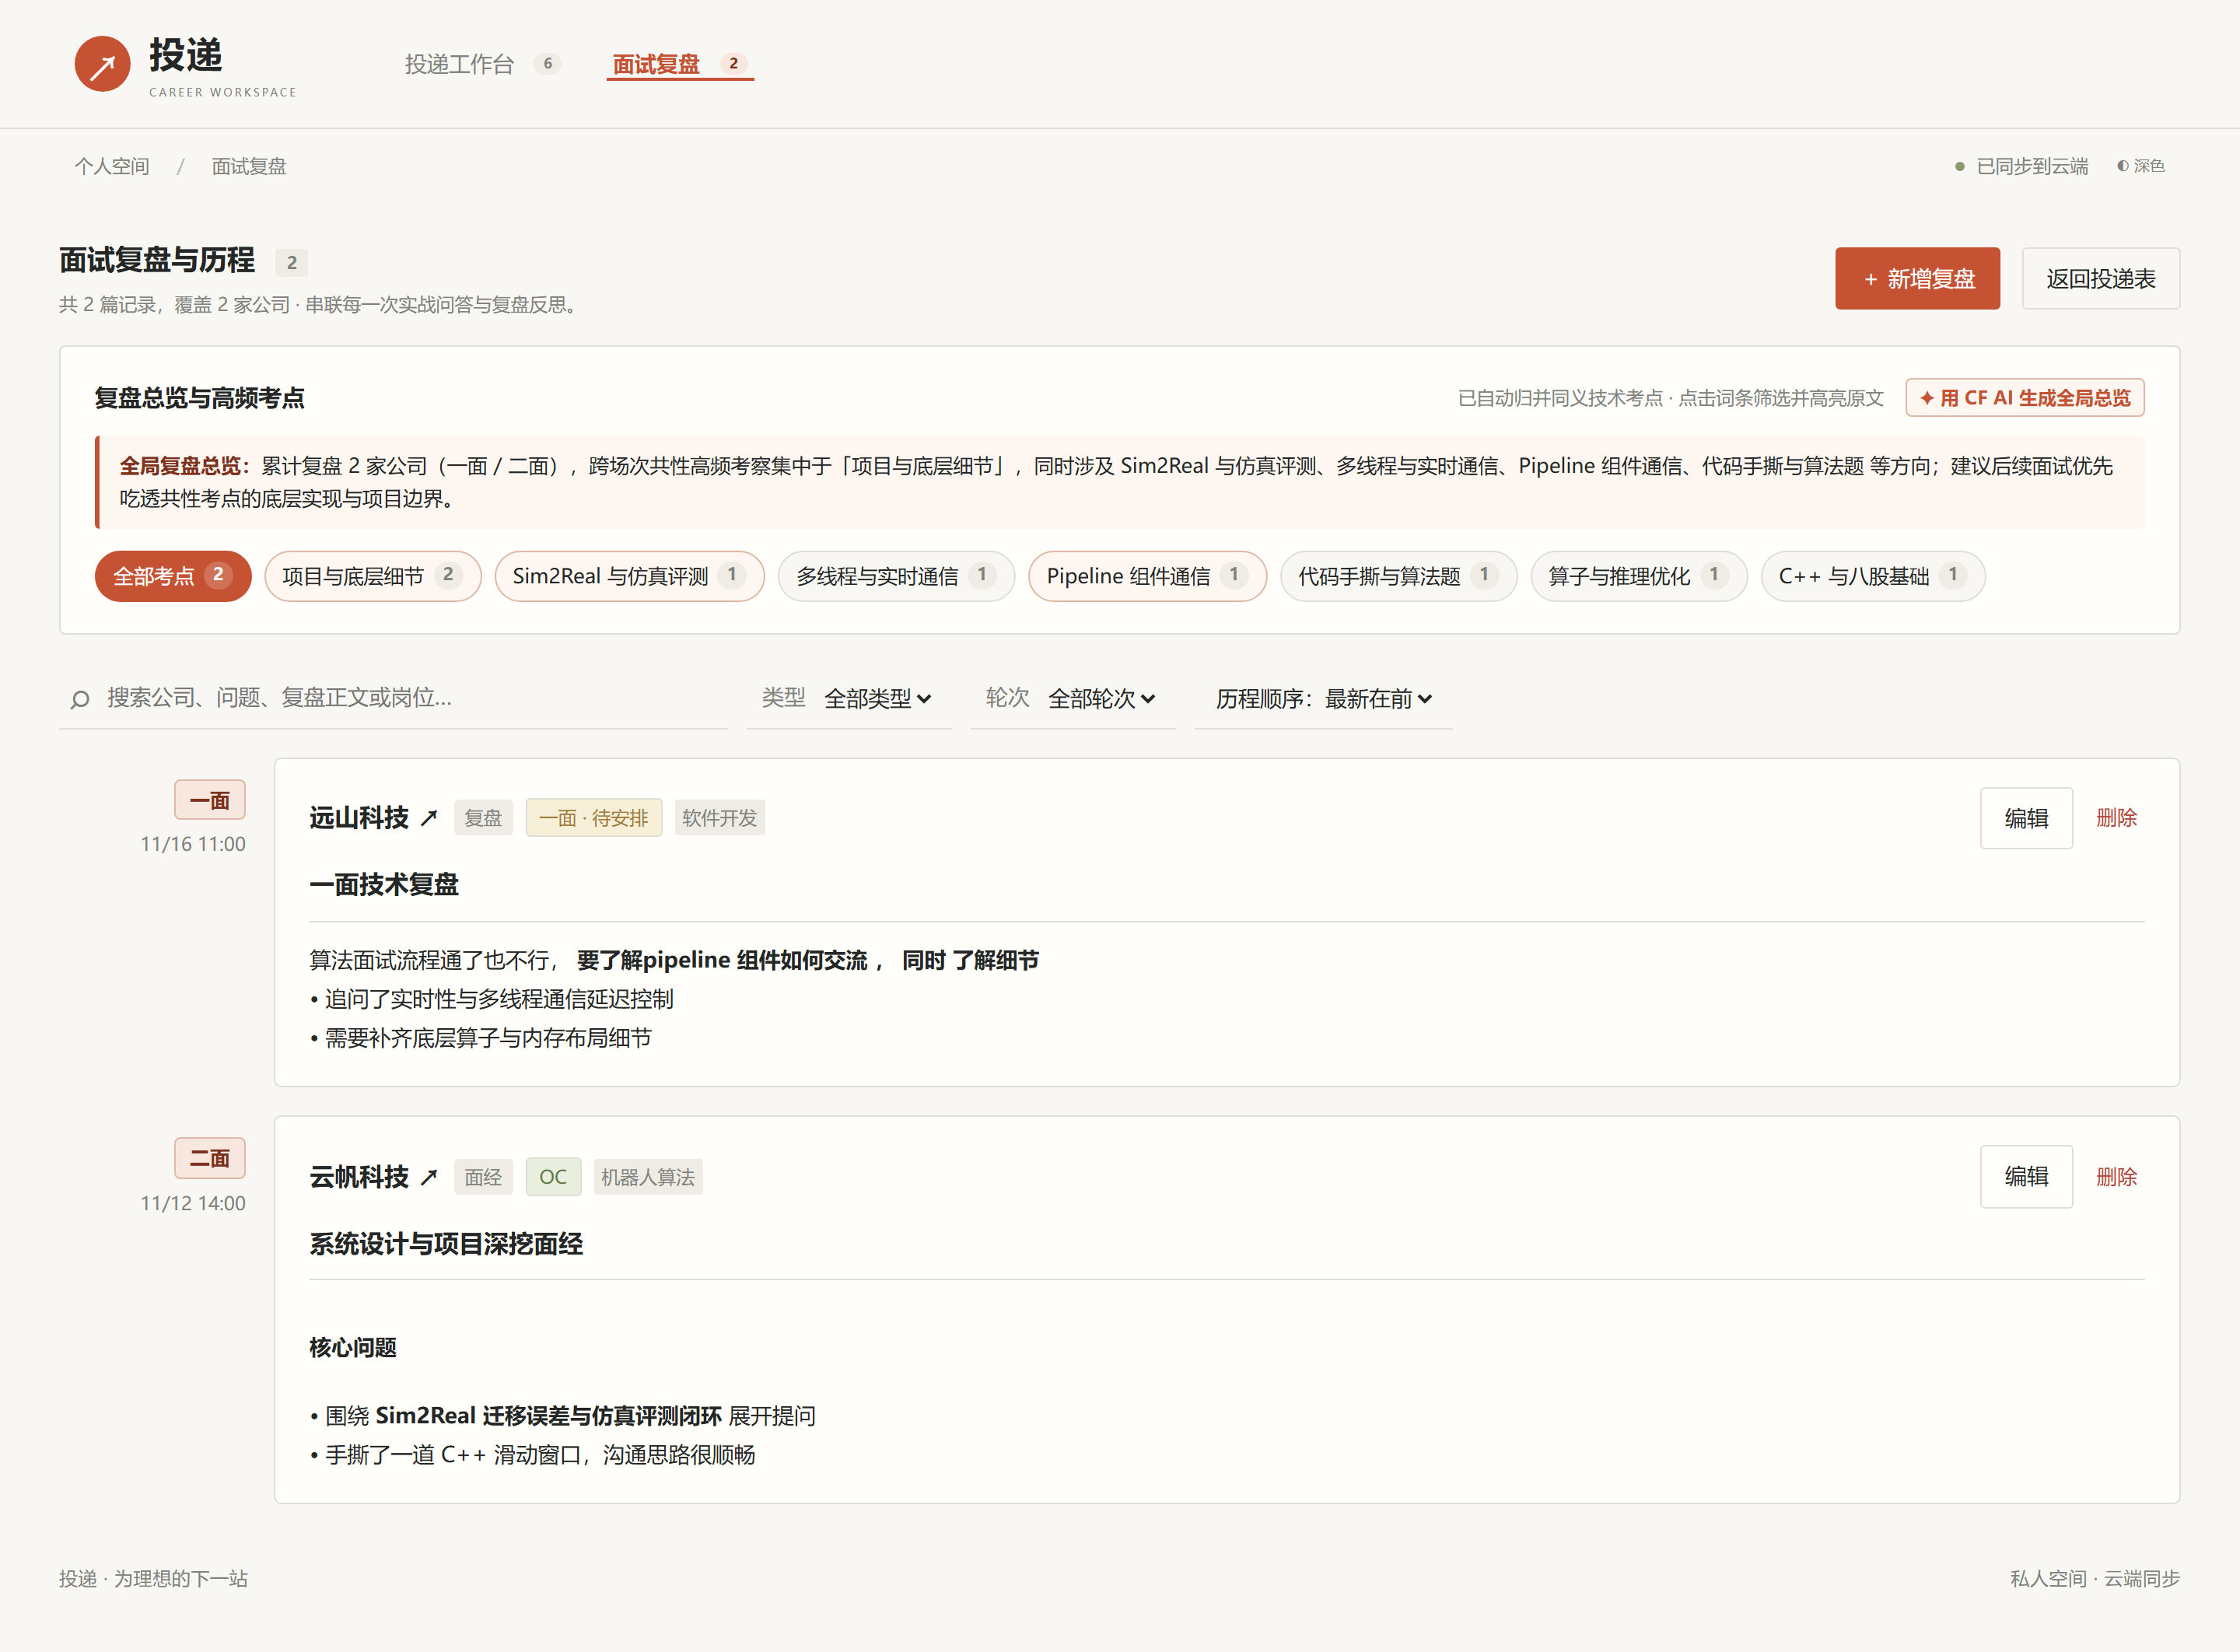 投递
CAREER WORKSPACE
投递工作台 6
面试复盘 2
个人空间 / 面试复盘
已同步到云端
深色
面试复盘与历程 2
共 2 篇记录，覆盖 2 家公司 · 串联每一次实战问答与复盘反思。
+ 新增复盘
返回投递表
复盘总览与高频考点
已自动归并同义技术考点 · 点击词条筛选并高亮原文
✦ 用 CF AI 生成全局总览
全局复盘总览：累计复盘 2 家公司（一面 / 二面），跨场次共性高频考察集中于「项目与底层细节」，同时涉及 Sim2Real 与仿真评测、多线程与实时通信、Pipeline 组件通信、代码手撕与算法题 等方向；建议后续面试优先
吃透共性考点的底层实现与项目边界。
全部考点 2
项目与底层细节 2
Sim2Real 与仿真评测 1
多线程与实时通信 1
Pipeline 组件通信 1
代码手撕与算法题 1
算子与推理优化 1
C++ 与八股基础 1
搜索公司、问题、复盘正文或岗位...
类型 全部类型
轮次 全部轮次
历程顺序：最新在前
一面
11/16 11:00
远山科技 ↗ 复盘 一面 · 待安排 软件开发
编辑 删除
一面技术复盘
算法面试流程通了也不行， 要了解pipeline 组件如何交流 ， 同时 了解细节
• 追问了实时性与多线程通信延迟控制
• 需要补齐底层算子与内存布局细节
二面
11/12 14:00
云帆科技 ↗ 面经 OC 机器人算法
编辑 删除
系统设计与项目深挖面经
核心问题
• 围绕 Sim2Real 迁移误差与仿真评测闭环 展开提问
• 手撕了一道 C++ 滑动窗口，沟通思路很顺畅
投递 · 为理想的下一站
私人空间 · 云端同步